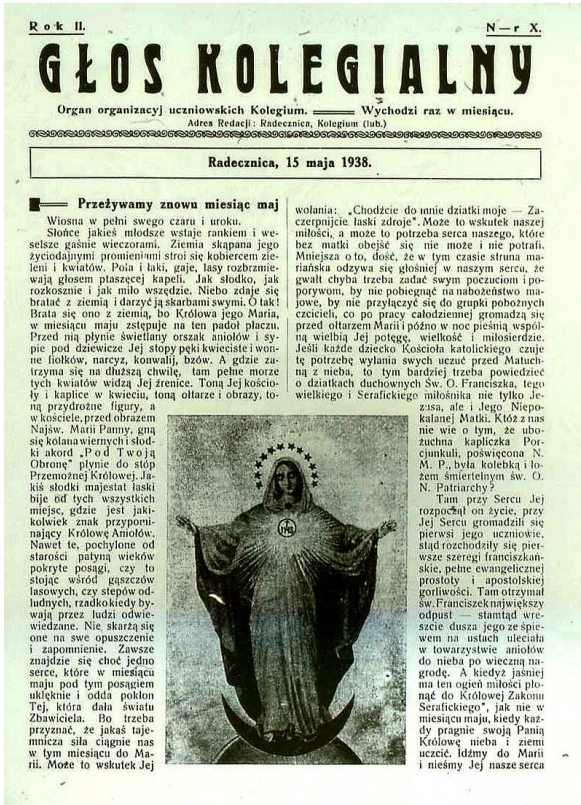 Rok II.
N-r X.
GŁOS KOLEGIALNY
Organ organizacyj uczniowskich Kolegium. Wychodzi raz w miesiącu.
Adres Redacji: Radecznica, Kolegium (lub.)
Radecznica, 15 maja 1938.
Przeżywamy znowu miesiąc maj
Wiosna w pełni swego czaru i uroku.
Słońce jakieś młodsze wstaje rankiem i we-
selsze gaśnie wieczorami. Ziemia skąpana jego
życiodajnymi promieniami stroi się kobiercem zie-
leni i kwiatów. Pola i łąki, gaje, lasy rozbrzmie-
wają głosem ptaszęcej kapeli. Jak słodko, jak
rozkosznie i jak miło wszędzie. Niebo zdaje się
bratać z ziemią i darzyć ją skarbami swymi. O tak!
Brata się ono z ziemią, bo Królowa jego Maria,
w miesiącu maju zstępuje na ten padoł płaczu.
Przed nią płynie świetlany orszak aniołów i sy-
pie pod dziewicze Jej stopy pęki kwieciste i won-
ne fiołków, narcyz, konwalij, bzów. A gdzie za-
trzyma się na dłuższą chwilę, tam pełne morze
tych kwiatów widzą Jej źrenice. Toną Jej kościo-
ły i kaplice w kwieciu, toną ołtarze i obrazy, to-
ną przydrożne figury, a
w kościele, przed obrazem
Najśw. Marii Panny, gną
się kolana wiernych i słod-
ki akord „Pod Twoją
Obronę" płynie do stóp
Przemożnej Królowej. Ja-
kiś słodki majestat łaski
bije od tych wszystkich
miejsc, gdzie jest jaki-
kolwiek znak przypomi-
nający Królowę Aniołów.
Nawet te, pochylone od
starości patyną wieków
pokryte posągi, czy to
stojąc wśród gąszczów
lasowych, czy stepów od-
ludnych, rzadko kiedy by-
wają przez ludzi odwie-
wiedzane. Nie skarżą się
one na swe opuszczenie
i zapomnienie. Zawsze
znajdzie się choć jedno
serce, które w miesiącu
maju pod tym posągiem
uklęknie i odda pokłon
Tej, która dała światu
Zbawiciela. Bo trzeba
przyznać, że jakaś taje-
mnicza siła ciągnie nas
w tym miesiącu do Ma-
rii. Może to wskutek Jej
wołania: „Chodźcie do mnie dziatki moje — Za-
czerpnijcie łaski zdroje". Może to wskutek naszej
miłości, a może to potrzeba serca naszego, które
bez matki obejść się nie może i nie potrafi.
Mniejsza o to, dość, że w tym czasie struna ma-
riańska odzywa się głośniej w naszym sercu, że
gwałt chyba trzeba zadać swym poczuciom i po-
porywom, by nie pobiegnąć na nabożeństwo ma-
jowe, by nie przyłączyć się do grupki pobożnych
czcicieli, co po pracy całodziennej gromadzą się
przed ołtarzem Marii i późno w noc pieśnią wspól-
ną wielbią Jej potęgę, wielkość i miłosierdzie.
Jeśli każde dziecko Kościoła katolickiego czuje
tę potrzebę wylania swych uczuć przed Matuch-
ną z nieba, to tym bardziej trzeba powiedzieć
o dziatkach duchownych Św. O. Franciszka, tego
wielkiego i Serafickiego miłośnika nie tylko Je-
zusa, ale i Jego Niepo-
kalanej Matki. Któż z nas
nie wie o tym, że ubo-
żuchna kapliczka Por-
cjunkuli, poświęcona N.
M. P., była kolebką i ło-
żem śmiertelnym św. O.
N. Patriarchy?
Tam przy Sercu Jej
rozpoczął on życie, przy
Jej Sercu gromadzili się
pierwsi jego uczniowie,
stąd rozchodziły się pier-
wsze szeregi franciszkań-
skie, pełne ewangelicznej
prostoty i apostolskiej
gorliwości. Tam otrzymał
św. Franciszek największy
odpust — stamtąd wre-
szcie dusza jego ze śpie-
wem na ustach uleciała
w towarzystwie aniołów
do nieba po wieczną na-
grodę. A kiedyż jaśniej
ma ten ogień miłości pło-
nąć do Królowej Zakonu
Serafickiego", jak nie w
miesiącu maju, kiedy każ-
dy pragnie swoją Panią
Królowę nieba i ziemi
uczcić. Idźmy do Marii
i nieśmy Jej nasze serca